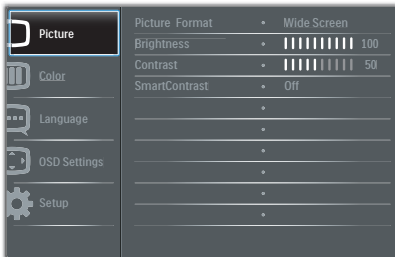 Picture
Color
Language
OSD Settings
Setup
Picture Format • Wide Screen
Brightness • 100
Contrast • 50
SmartContrast • Off